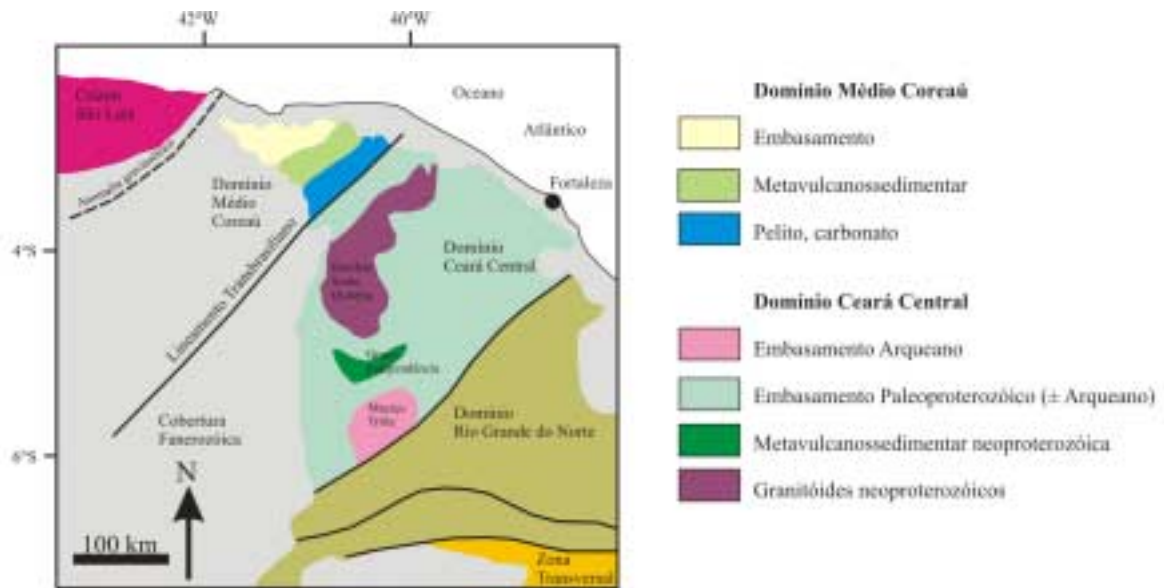 42°W
40°W
Oceano
Atlântico
Fortaleza
Domínio
Médio
Coreaú
4°S
Domínio
Ceará Central
Lineamento Transbrasiliano
Cobertura
Fanerozóica
Domínio
Rio Grande do Norte
6°S
N
100 km
Zona
Transversal
Domínio Médio Coreaú
Embasamento
Metavulcanossedimentar
Pelito, carbonato
Domínio Ceará Central
Embasamento Arqueano
Embasamento Paleoproterozóico (± Arqueano)
Metavulcanossedimentar neoproterozóica
Granitóides neoproterozóicos